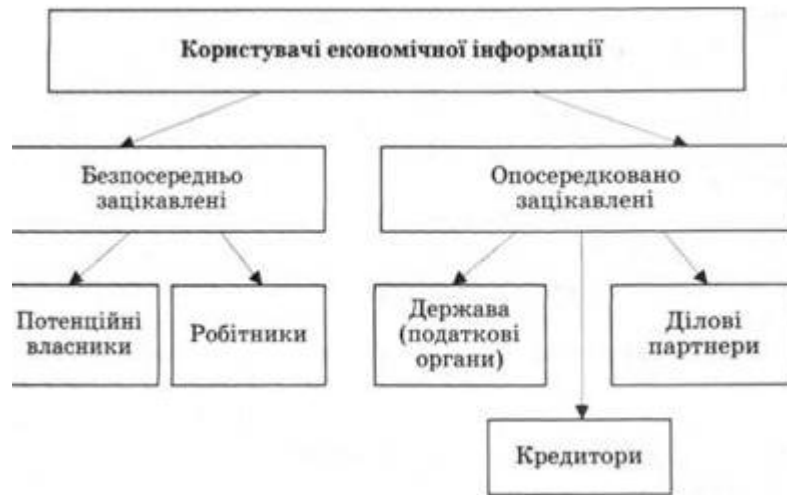 Користувачі економічної інформації
Безпосередньо
зацікавлені
Опосередковано
зацікавлені
Потенційні
власники
Робітники
Держава
(податкові
органи)
Ділові
партнери
Кредитори